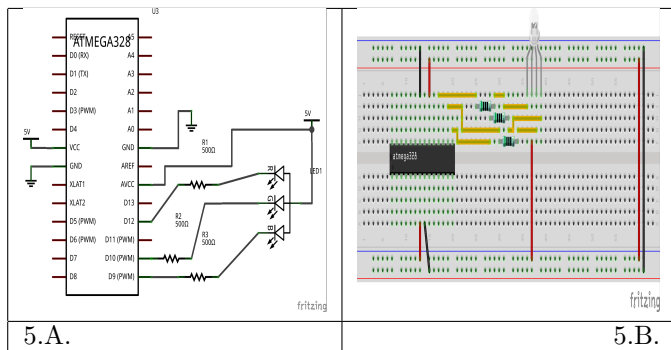 U3
ATMEGA328
RESET
D0 (RX)
D1 (TX)
D2
D3 (PWM)
D4
VCC
GND
XLAT1
XLAT2
D5 (PWM)
D6 (PWM)
D7
D8
A5
A4
A3
A2
A1
A0
GND
AREF
AVCC
D13
D12
D11 (PWM)
D10 (PWM)
D9 (PWM)
5V
R1
500Ω
R2
500Ω
R3
500Ω
5V
R
G
B
LED1
fritzing
atmega328
fritzing
5.A.
5.B.